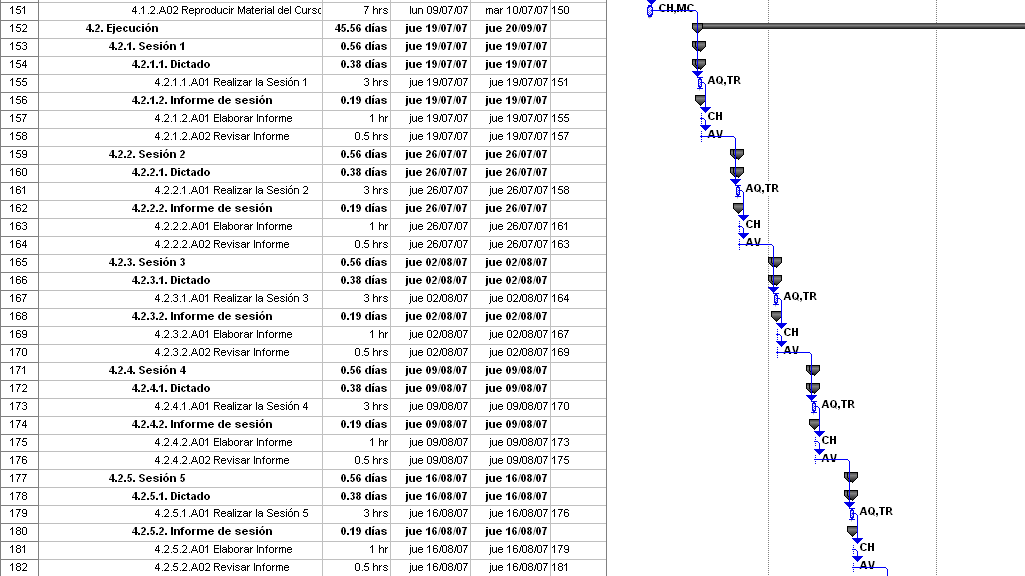 151 4.1.2.A02 Reproducir Material del Curso 7 hrs lun 09/07/07 mar 10/07/07 150 CH,MC
152 4.2. Ejecución 45.56 días jue 19/07/07 jue 20/09/07
153 4.2.1. Sesión 1 0.56 días jue 19/07/07 jue 19/07/07
154 4.2.1.1. Dictado 0.38 días jue 19/07/07 jue 19/07/07
155 4.2.1.1.A01 Realizar la Sesión 1 3 hrs jue 19/07/07 jue 19/07/07 151 AQ,TR
156 4.2.1.2. Informe de sesión 0.19 días jue 19/07/07 jue 19/07/07
157 4.2.1.2.A01 Elaborar Informe 1 hr jue 19/07/07 jue 19/07/07 155 CH
158 4.2.1.2.A02 Revisar Informe 0.5 hrs jue 19/07/07 jue 19/07/07 157 AV
159 4.2.2. Sesión 2 0.56 días jue 26/07/07 jue 26/07/07
160 4.2.2.1. Dictado 0.38 días jue 26/07/07 jue 26/07/07
161 4.2.2.1.A01 Realizar la Sesión 2 3 hrs jue 26/07/07 jue 26/07/07 158 AQ,TR
162 4.2.2.2. Informe de sesión 0.19 días jue 26/07/07 jue 26/07/07
163 4.2.2.2.A01 Elaborar Informe 1 hr jue 26/07/07 jue 26/07/07 161 CH
164 4.2.2.2.A02 Revisar Informe 0.5 hrs jue 26/07/07 jue 26/07/07 163 AV
165 4.2.3. Sesión 3 0.56 días jue 02/08/07 jue 02/08/07
166 4.2.3.1. Dictado 0.38 días jue 02/08/07 jue 02/08/07
167 4.2.3.1.A01 Realizar la Sesión 3 3 hrs jue 02/08/07 jue 02/08/07 164 AQ,TR
168 4.2.3.2. Informe de sesión 0.19 días jue 02/08/07 jue 02/08/07
169 4.2.3.2.A01 Elaborar Informe 1 hr jue 02/08/07 jue 02/08/07 167 CH
170 4.2.3.2.A02 Revisar Informe 0.5 hrs jue 02/08/07 jue 02/08/07 169 AV
171 4.2.4. Sesión 4 0.56 días jue 09/08/07 jue 09/08/07
172 4.2.4.1. Dictado 0.38 días jue 09/08/07 jue 09/08/07
173 4.2.4.1.A01 Realizar la Sesión 4 3 hrs jue 09/08/07 jue 09/08/07 170 AQ,TR
174 4.2.4.2. Informe de sesión 0.19 días jue 09/08/07 jue 09/08/07
175 4.2.4.2.A01 Elaborar Informe 1 hr jue 09/08/07 jue 09/08/07 173 CH
176 4.2.4.2.A02 Revisar Informe 0.5 hrs jue 09/08/07 jue 09/08/07 175 AV
177 4.2.5. Sesión 5 0.56 días jue 16/08/07 jue 16/08/07
178 4.2.5.1. Dictado 0.38 días jue 16/08/07 jue 16/08/07
179 4.2.5.1.A01 Realizar la Sesión 5 3 hrs jue 16/08/07 jue 16/08/07 176 AQ,TR
180 4.2.5.2. Informe de sesión 0.19 días jue 16/08/07 jue 16/08/07
181 4.2.5.2.A01 Elaborar Informe 1 hr jue 16/08/07 jue 16/08/07 179 CH
182 4.2.5.2.A02 Revisar Informe 0.5 hrs jue 16/08/07 jue 16/08/07 181 AV